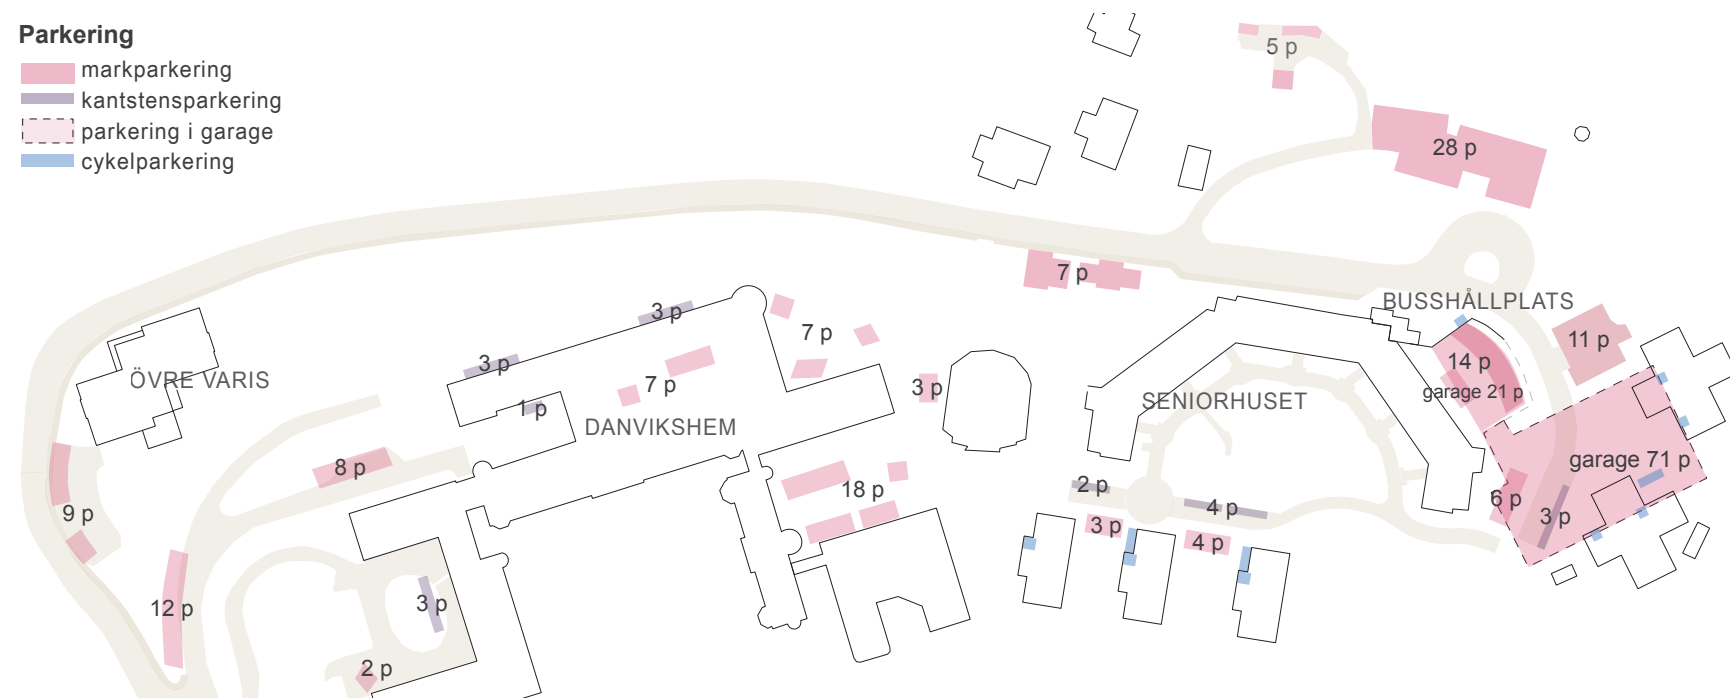 Parkering
markparkering
kantstensparkering
parkering i garage
cykelparkering
5 p
28 p
7 p
BUSSHÅLLPLATS
3 p
7 p
11 p
3 p
14 p
ÖVRE VARIS
7 p
3 p
garage 21 p
1 p
SENIORHUSET
DANVIKSHEM
8 p
garage 71 p
18 p
2 p
6 p
9 p
4 p
3 p
3 p
4 p
12 p
3 p
2 p